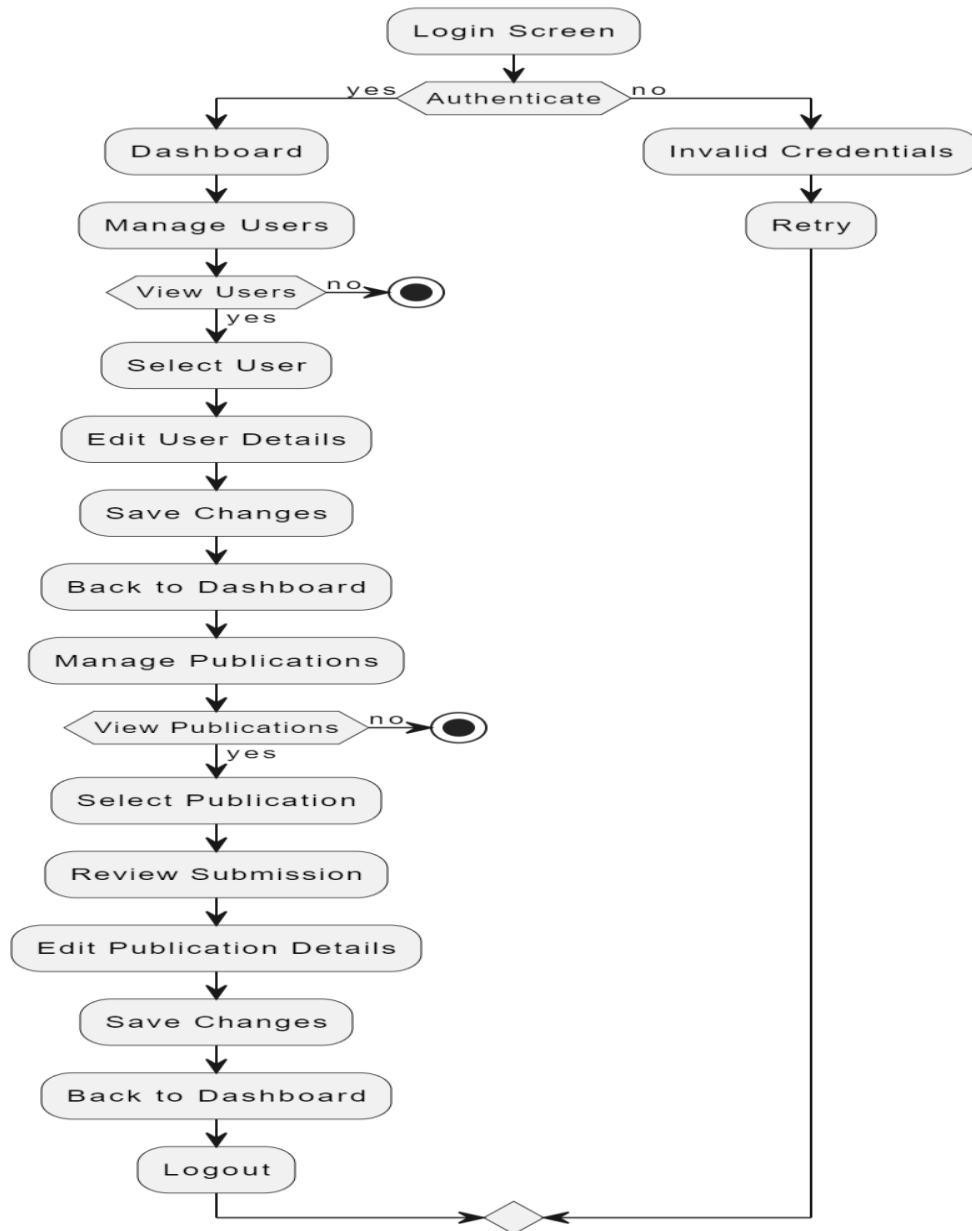 Login Screen
yes
Authenticate
no
Dashboard
Invalid Credentials
Manage Users
Retry
View Users
no
yes
Select User
Edit User Details
Save Changes
Back to Dashboard
Manage Publications
View Publications
no
yes
Select Publication
Review Submission
Edit Publication Details
Save Changes
Back to Dashboard
Logout